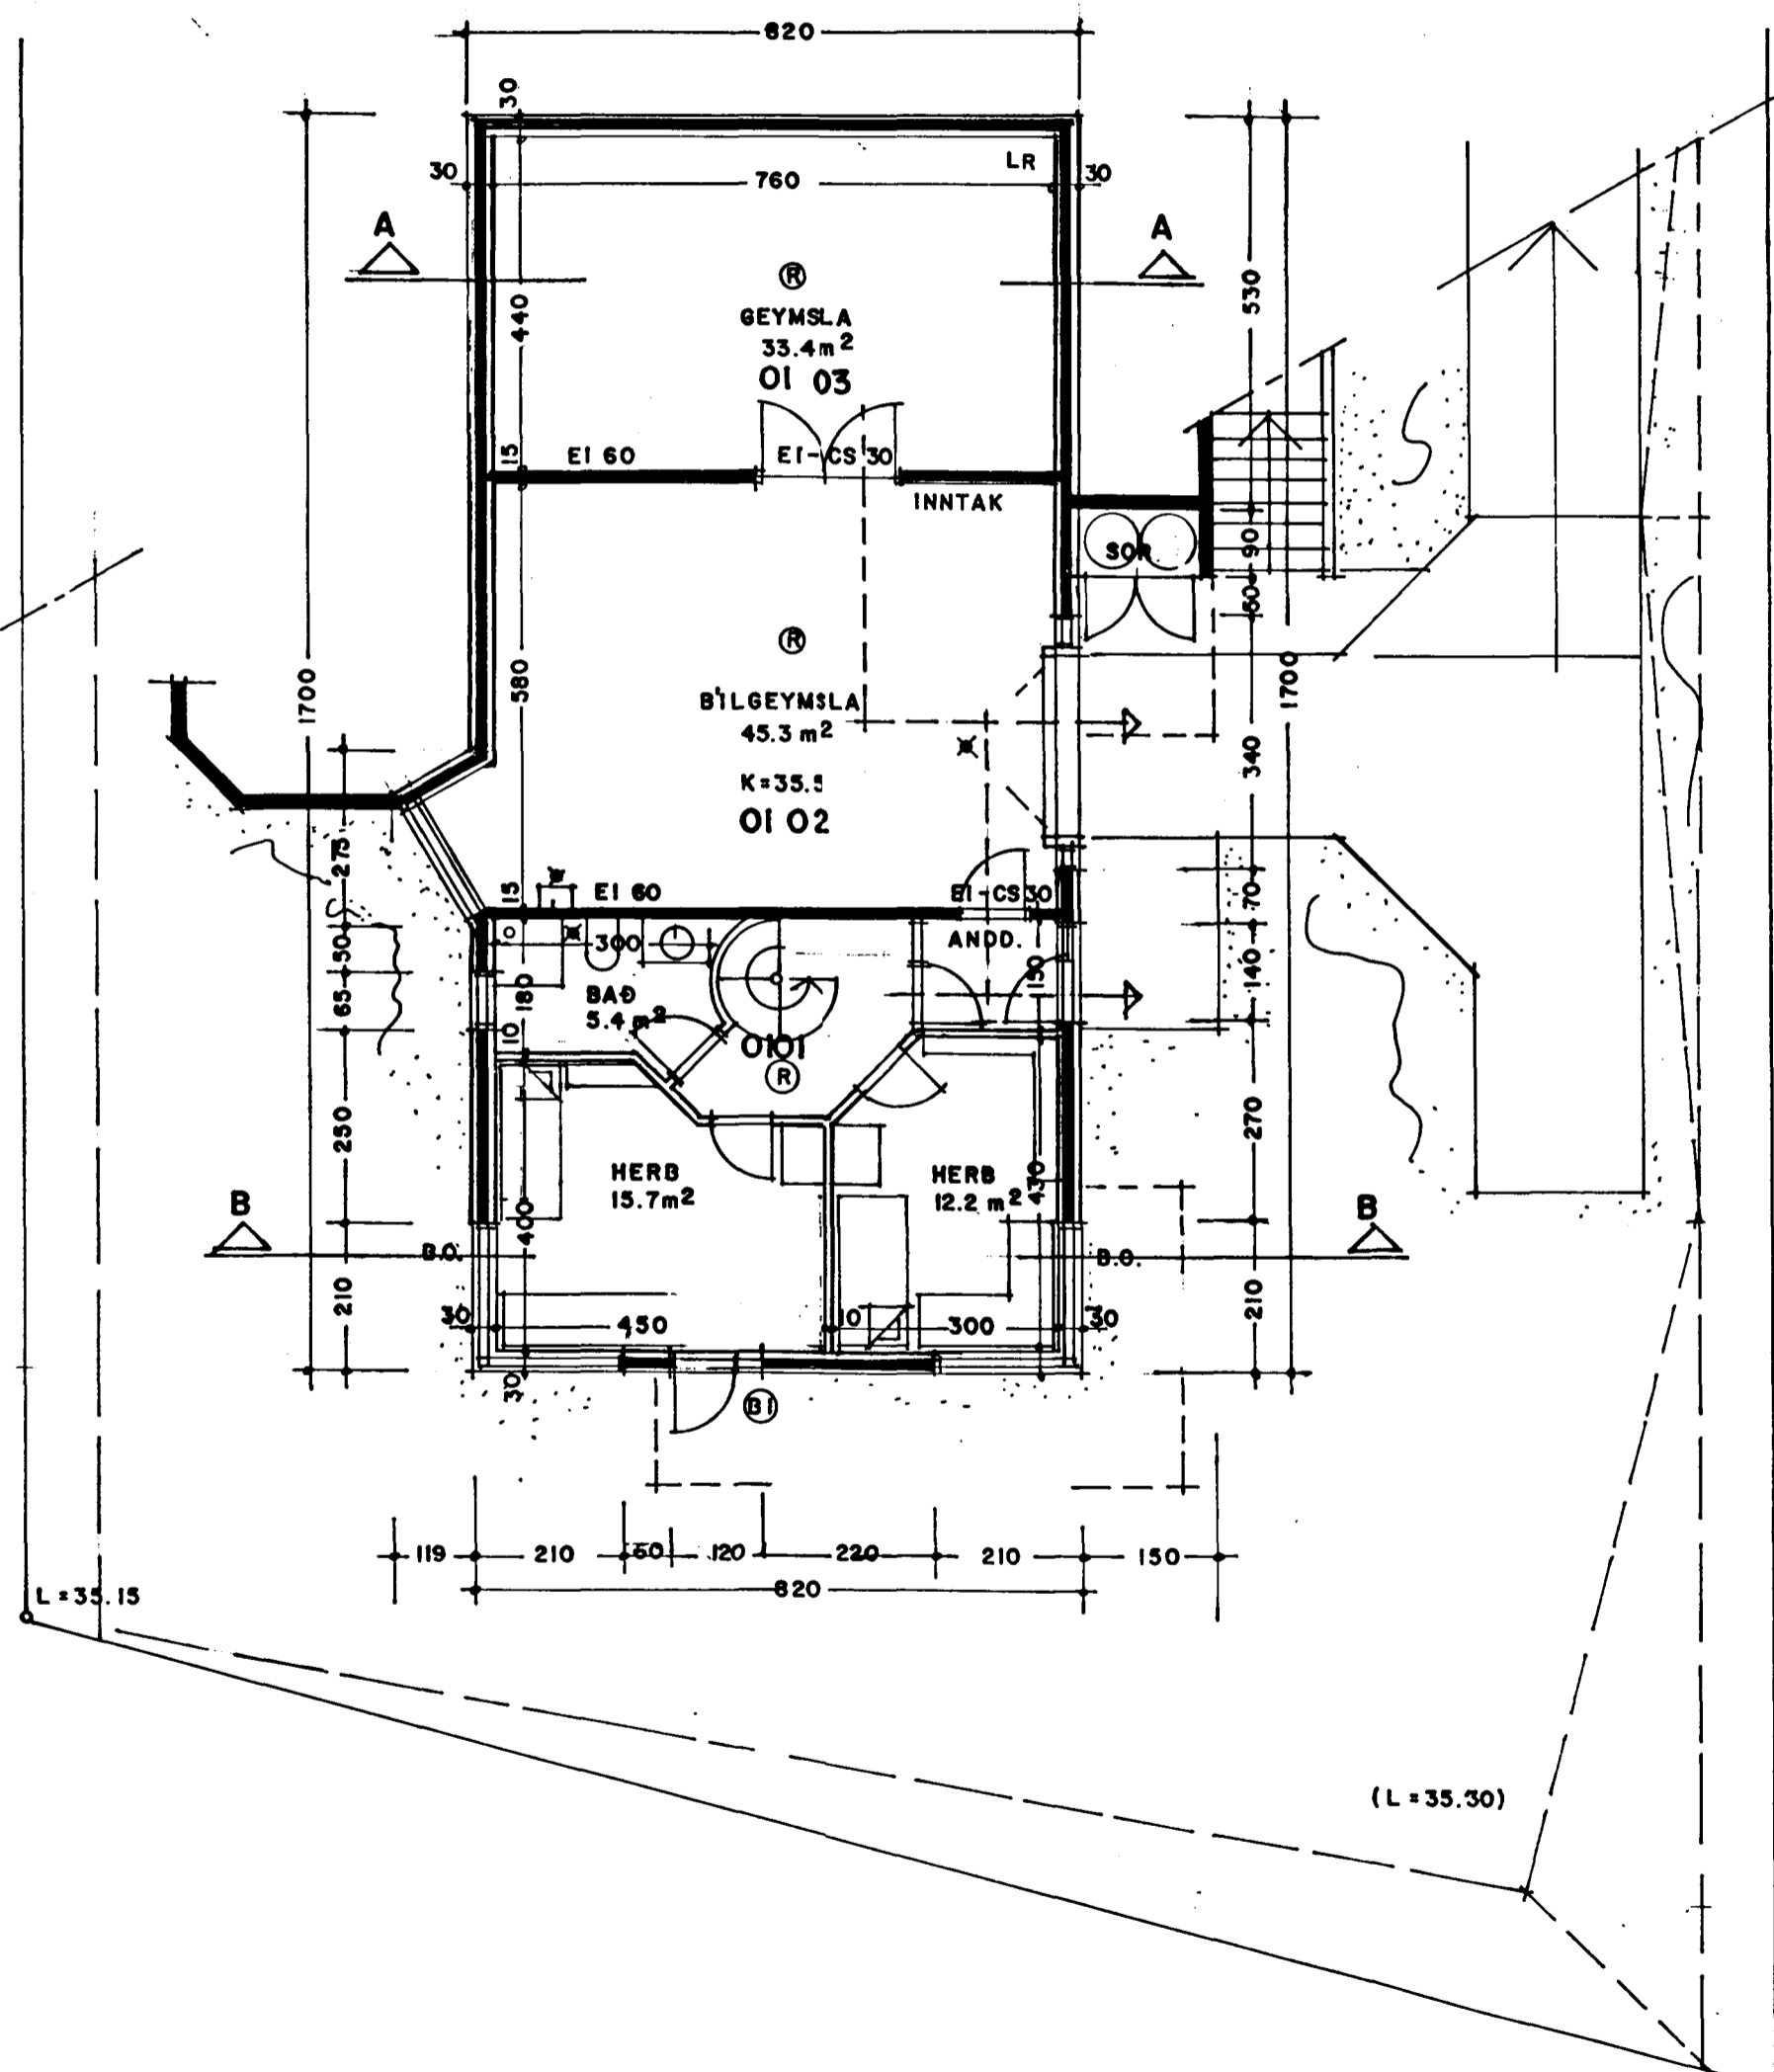 820
30
30
760
LR
30
A
A
440
530
R
GEYMSLA
33.4m²
01 03
15
EI 60
EI-CS 30
INNTAK
SOR
90
60
1700
580
R
BÍLGEYMSLA
45.3 m²
K=35.5
01 02
340
1700
275
15
EI 60
EI-CS 30
70
50
300
ANDD.
65
180
BAÐ
5.4 m²
150
140
10
0101
R
250
270
HERB
15.7m²
HERB
12.2 m²
430
400
B
B
B.O.
B.O.
210
210
30
450
10
300
30
30
B1
119
210
60
120
220
210
150
820
L=35.15
(L=35.30)